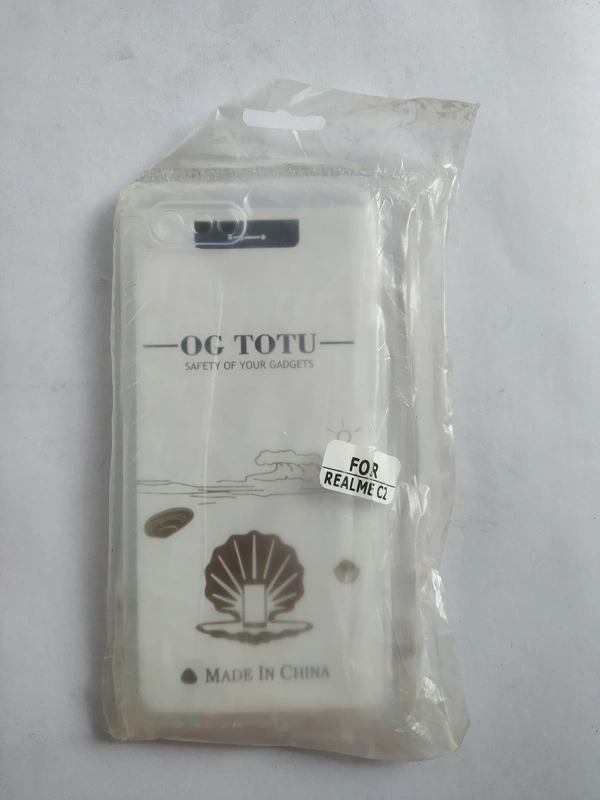 OG TOTU
SAFETY OF YOUR GADGETS
FOR
REALME C2
MADE IN CHINA